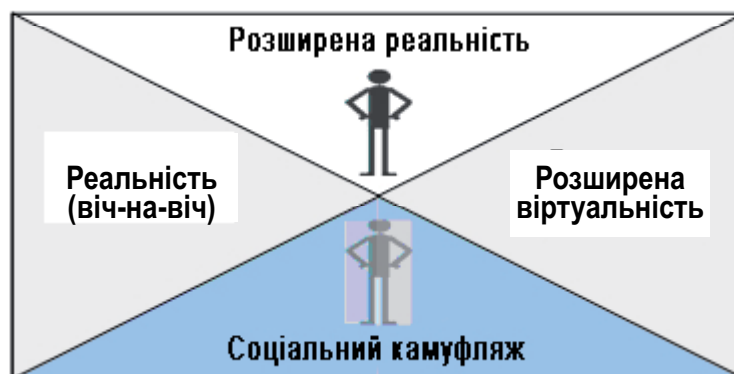 Розширена реальність
Реальність
(віч-на-віч)
Розширена
віртуальність
Соціальний камуфляж